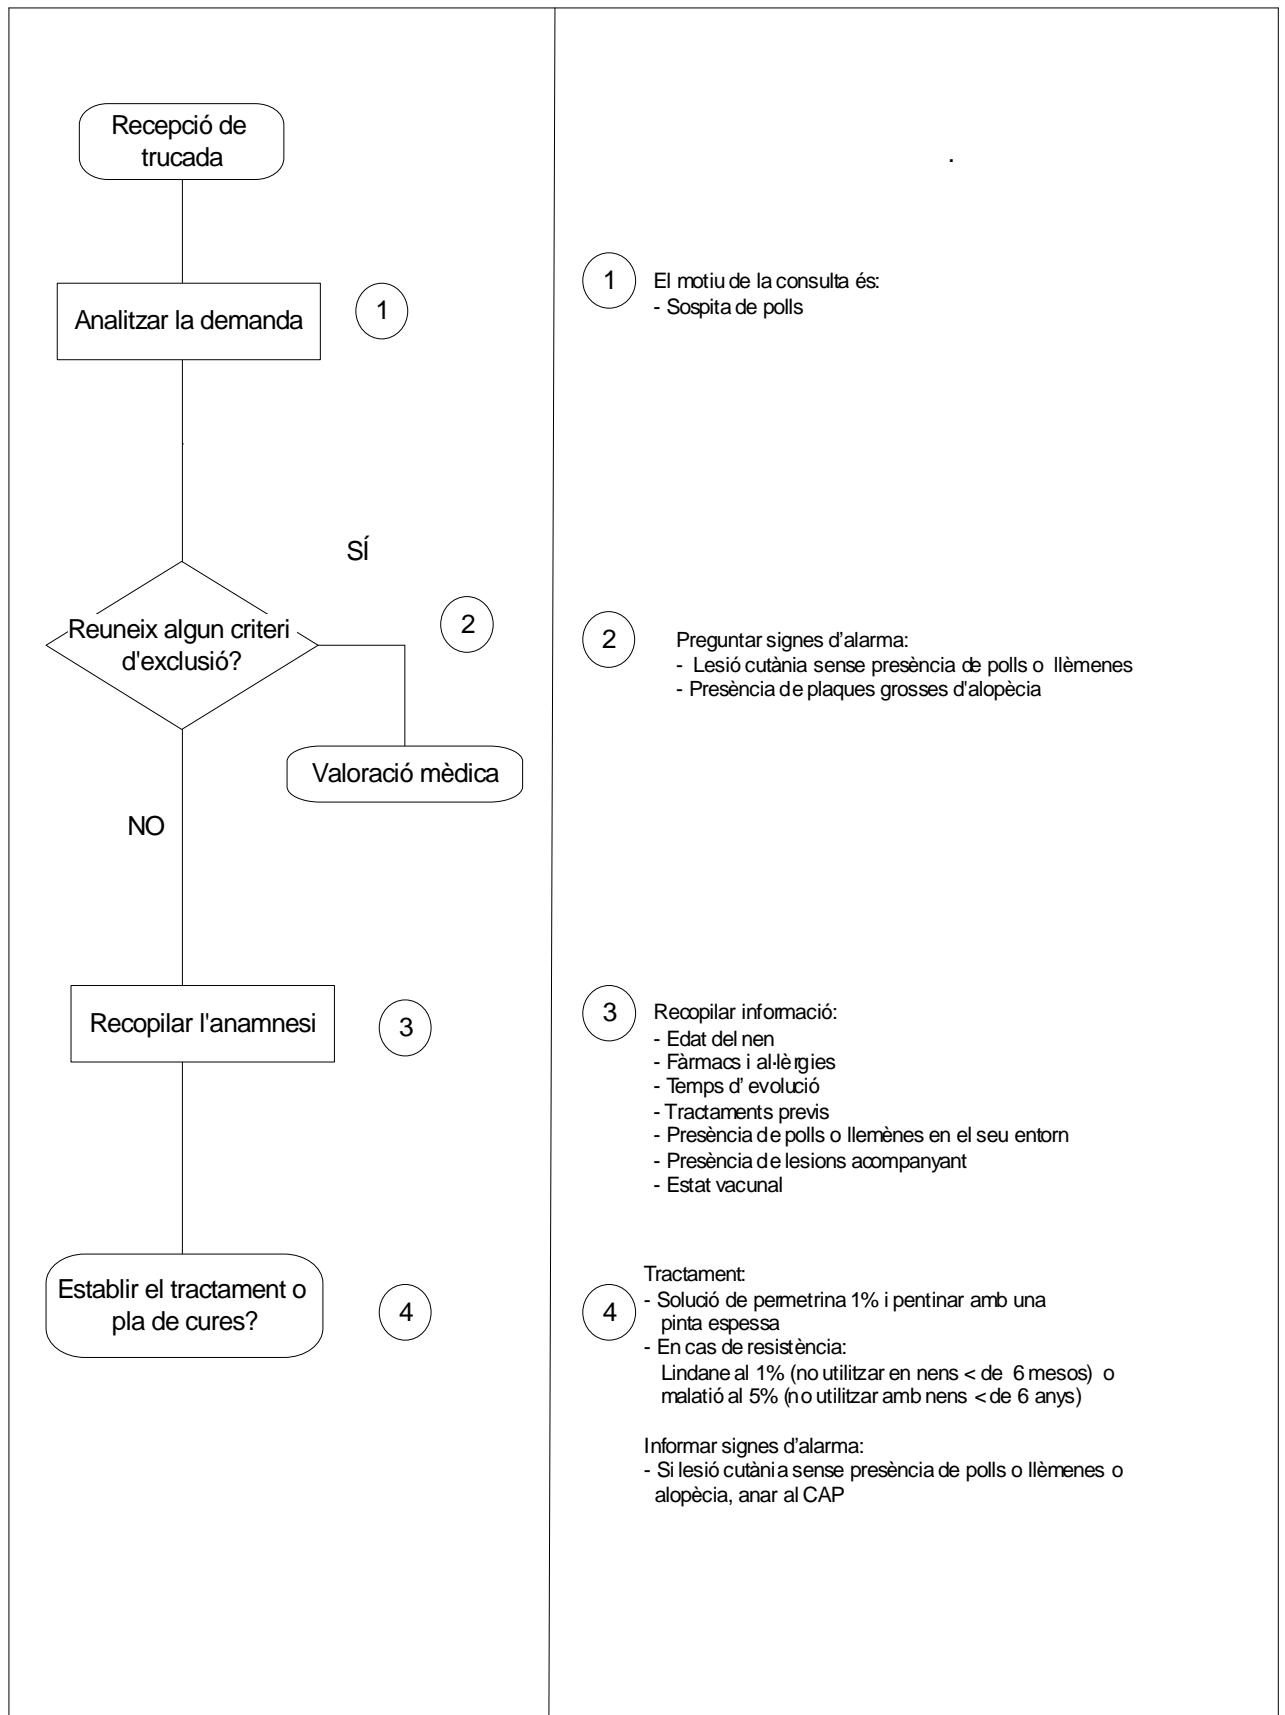 Recepció de
trucada
.
Analitzar la demanda
1
1
El motiu de la consulta és:
- Sospita de polls
SÍ
Reuneix algun criteri
d'exclusió?
2
Valoració mèdica
NO
2
Preguntar signes d'alarma:
- Lesió cutània sense presència de polls o llèmenes
- Presència de plaques grosses d'alopècia
Recopilar l'anamnesi
3
3
Recopilar informació:
- Edat del nen
- Fàrmacs i al·lèrgies
- Temps d' evolució
- Tractaments previs
- Presència de polls o llemènes en el seu entorn
- Presència de lesions acompanyant
- Estat vacunal
Establir el tractament o
pla de cures?
4
4
Tractament:
- Solució de permetrina 1% i pentinar amb una
pinta espessa
- En cas de resistència:
Lindane al 1% (no utilitzar en nens < de 6 mesos) o
malatió al 5% (no utilitzar amb nens < de 6 anys)
Informar signes d'alarma:
- Si lesió cutània sense presència de polls o llèmenes o
alopècia, anar al CAP